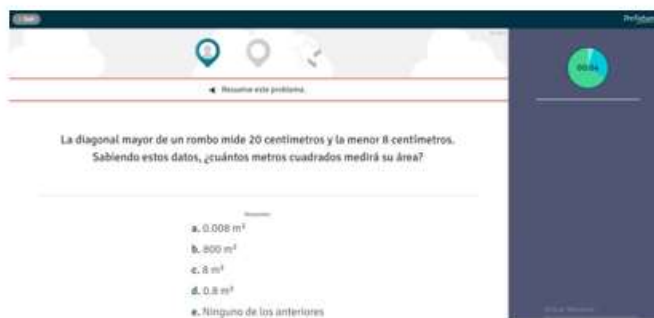 ◄ Resuelve este problema.
La diagonal mayor de un rombo mide 20 centímetros y la menor 8 centímetros.
Sabiendo estos datos, ¿cuántos metros cuadrados medirá su área?
a. 0.008 m²
b. 800 m²
c. 8 m²
d. 0.8 m²
e. Ninguno de los anteriores